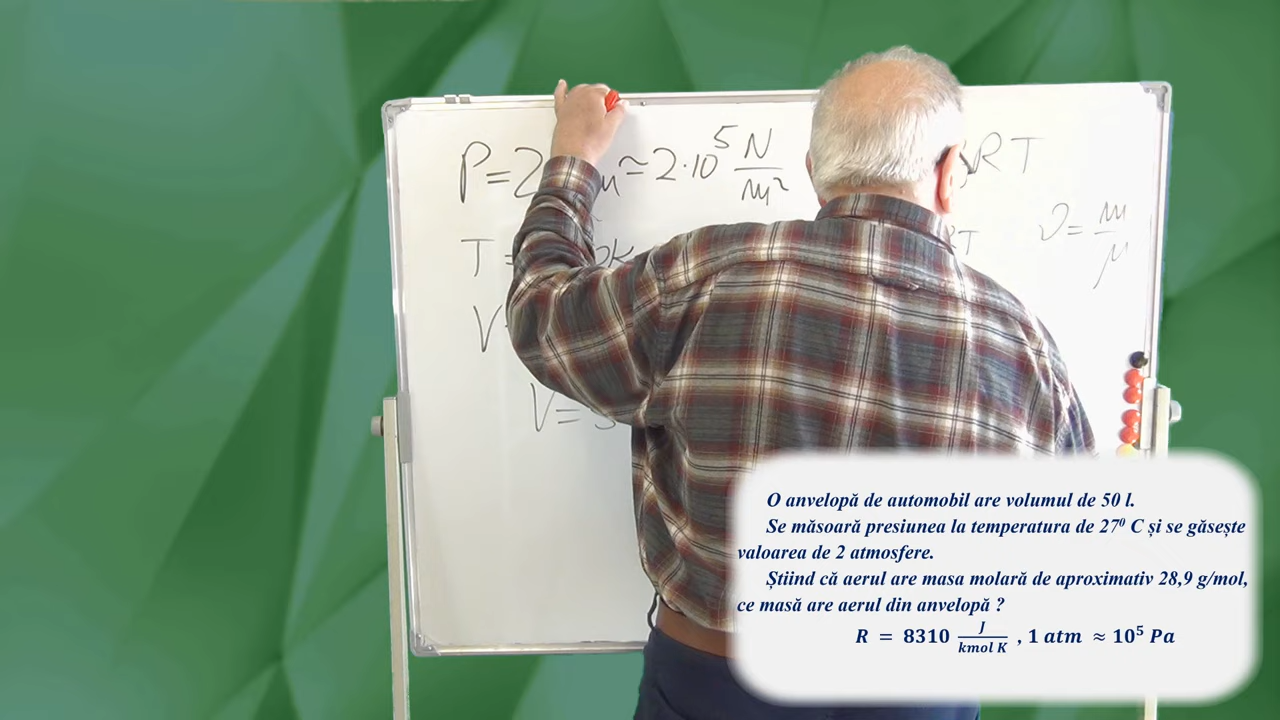 P=2 ≈ 2·10⁵ N/m²
RT
T =
RT
ν = m/μ
V
V=
O anvelopă de automobil are volumul de 50 l.
Se măsoară presiunea la temperatura de 27⁰ C și se găsește
valoarea de 2 atmosfere.
Știind că aerul are masa molară de aproximativ 28,9 g/mol,
ce masă are aerul din anvelopă ?
R = 8310 J/kmol K , 1 atm ≈ 10⁵ Pa